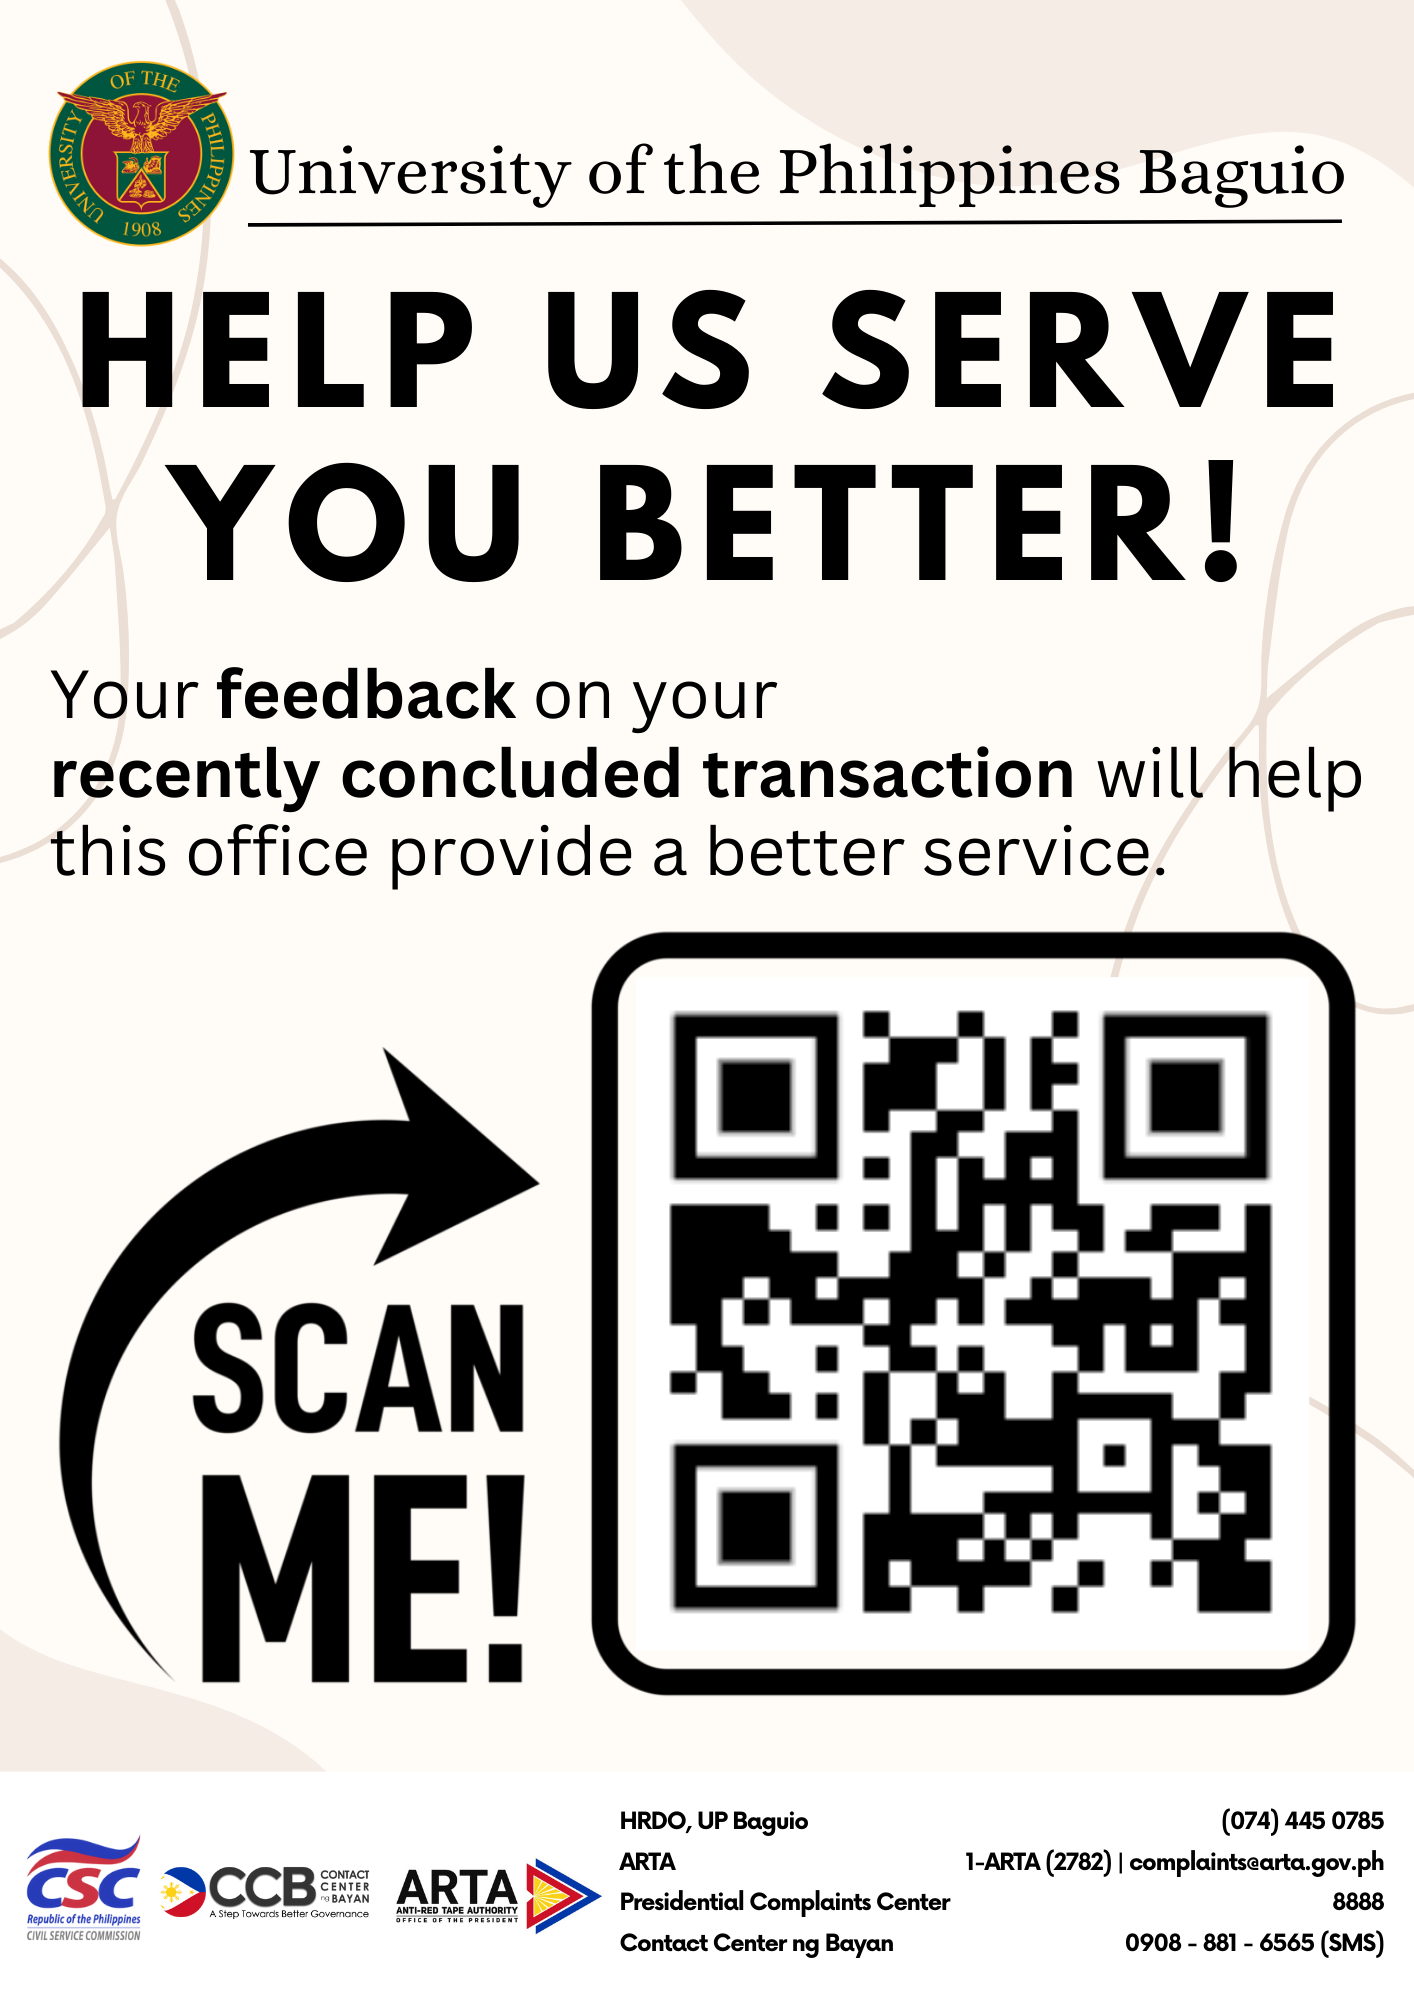 UNIVERSITY OF THE PHILIPPINES
1908
University of the Philippines Baguio
HELP US SERVE
YOU BETTER!
Your feedback on your
recently concluded transaction will help
this office provide a better service.
SCAN
ME!
CSC
Republic of the Philippines
CIVIL SERVICE COMMISSION
CCB CONTACT
CENTER
ng BAYAN
A Step Towards Better Governance
ARTA
ANTI-RED TAPE AUTHORITY
OFFICE OF THE PRESIDENT
HRDO, UP Baguio (074) 445 0785
ARTA 1-ARTA (2782) | complaints@arta.gov.ph
Presidential Complaints Center 8888
Contact Center ng Bayan 0908 - 881 - 6565 (SMS)